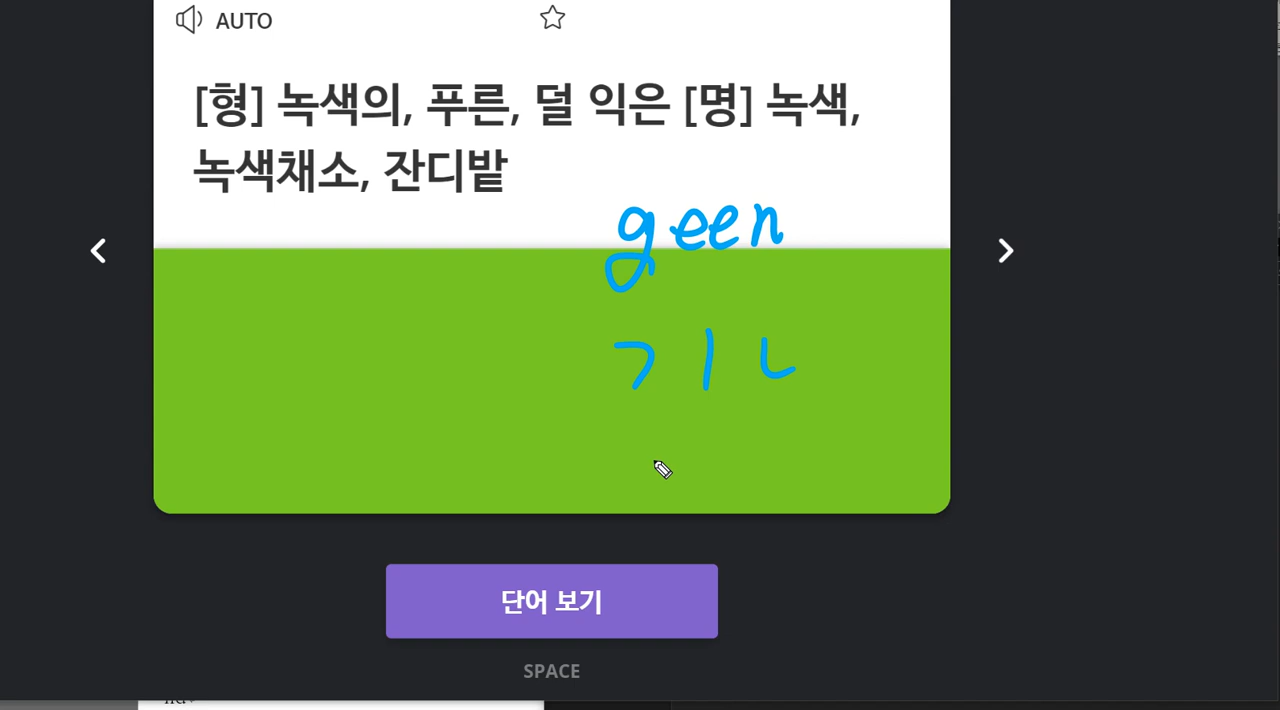 AUTO
[형] 녹색의, 푸른, 덜 익은 [명] 녹색,
녹색채소, 잔디밭
geen
ㄱ ㅣ ㄴ
단어 보기
SPACE